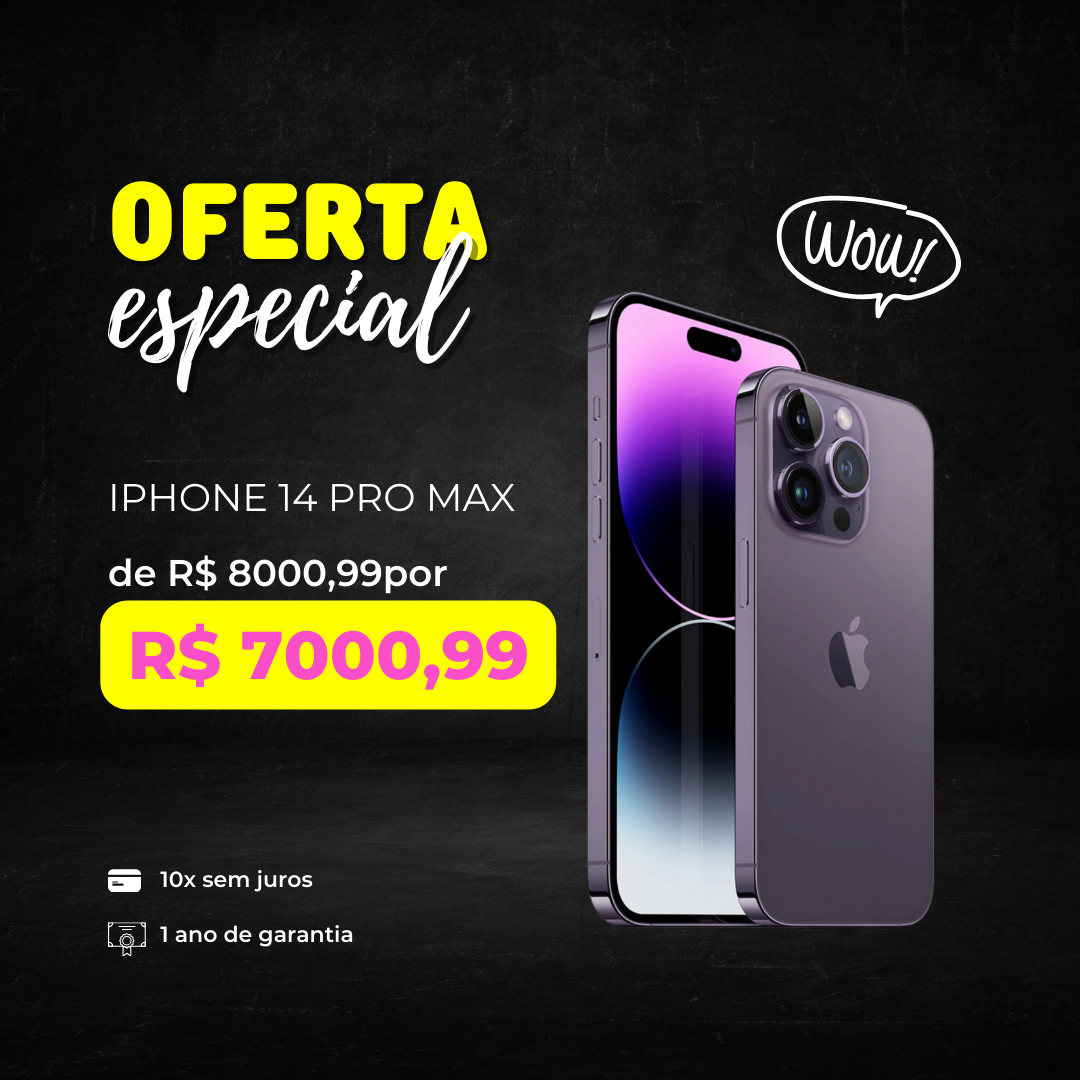 OFERTA
especial
Wow!
IPHONE 14 PRO MAX
de R$ 8000,99por
R$ 7000,99
10x sem juros
1 ano de garantia